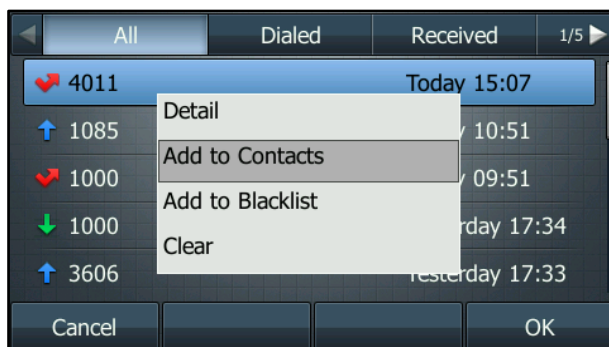 All Dialed Received 1/5
4011 Today 15:07
Detail
1085 10:51
Add to Contacts
1000 09:51
Add to Blacklist
1000 rday 17:34
Clear
3606 Yesterday 17:33
Cancel OK